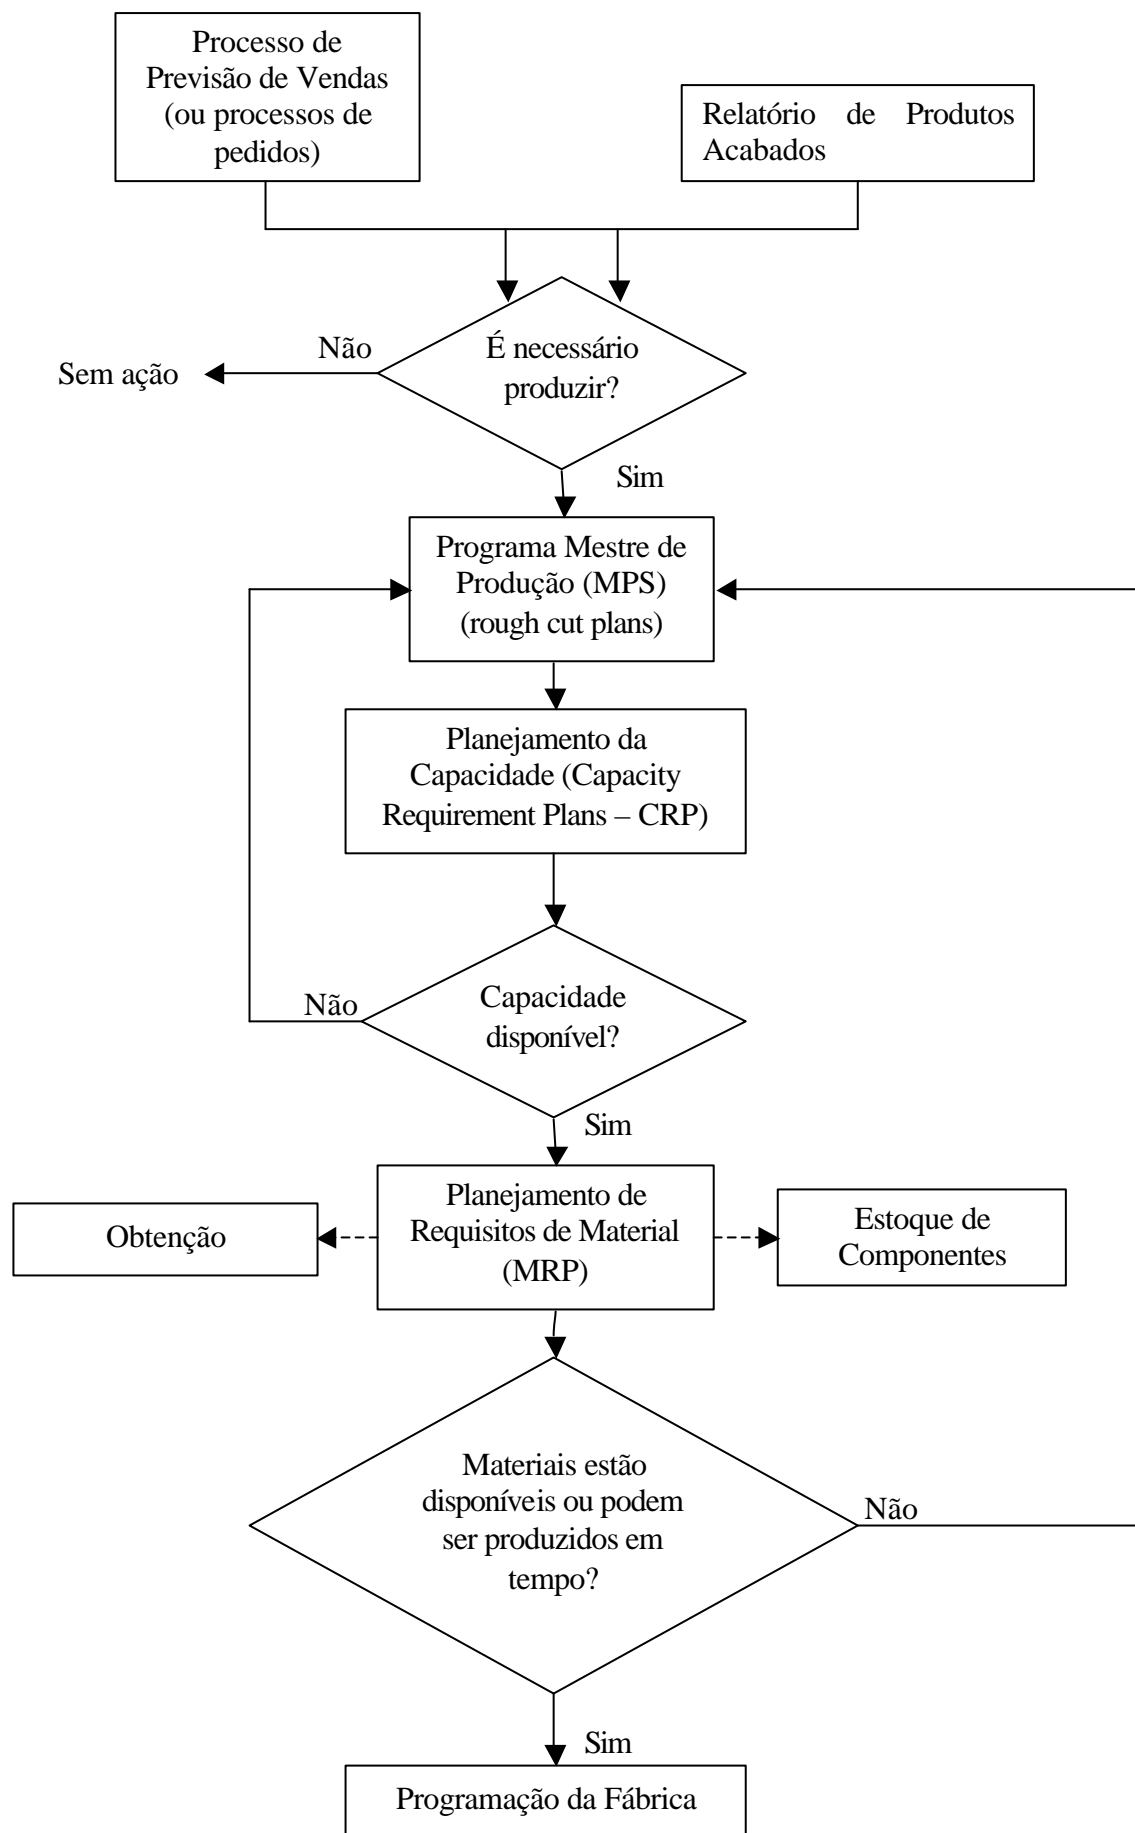 Processo de
Previsão de Vendas
(ou processos de
pedidos)
Relatório de Produtos
Acabados
Não
É necessário
produzir?
Sem ação
Sim
Programa Mestre de
Produção (MPS)
(rough cut plans)
Planejamento da
Capacidade (Capacity
Requirement Plans – CRP)
Não
Capacidade
disponível?
Sim
Obtenção
Planejamento de
Requisitos de Material
(MRP)
Estoque de
Componentes
Materiais estão
disponíveis ou podem
ser produzidos em
tempo?
Não
Sim
Programação da Fábrica